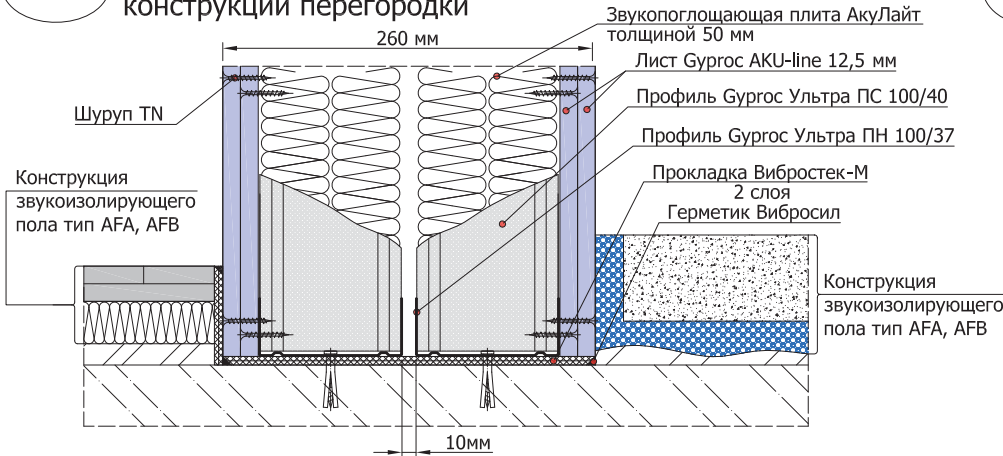 конструкции перегородки
Звукопоглощающая плита АкуЛайт
толщиной 50 мм
260 мм
Лист Gyproc AKU-line 12,5 мм
Профиль Gyproc Ультра ПС 100/40
Шуруп TN
Профиль Gyproc Ультра ПН 100/37
Прокладка Вибростек-М
2 слоя
Герметик Вибросил
Конструкция
звукоизолирующего
пола тип AFA, AFB
Конструкция
звукоизолирующего
пола тип AFA, AFB
10мм